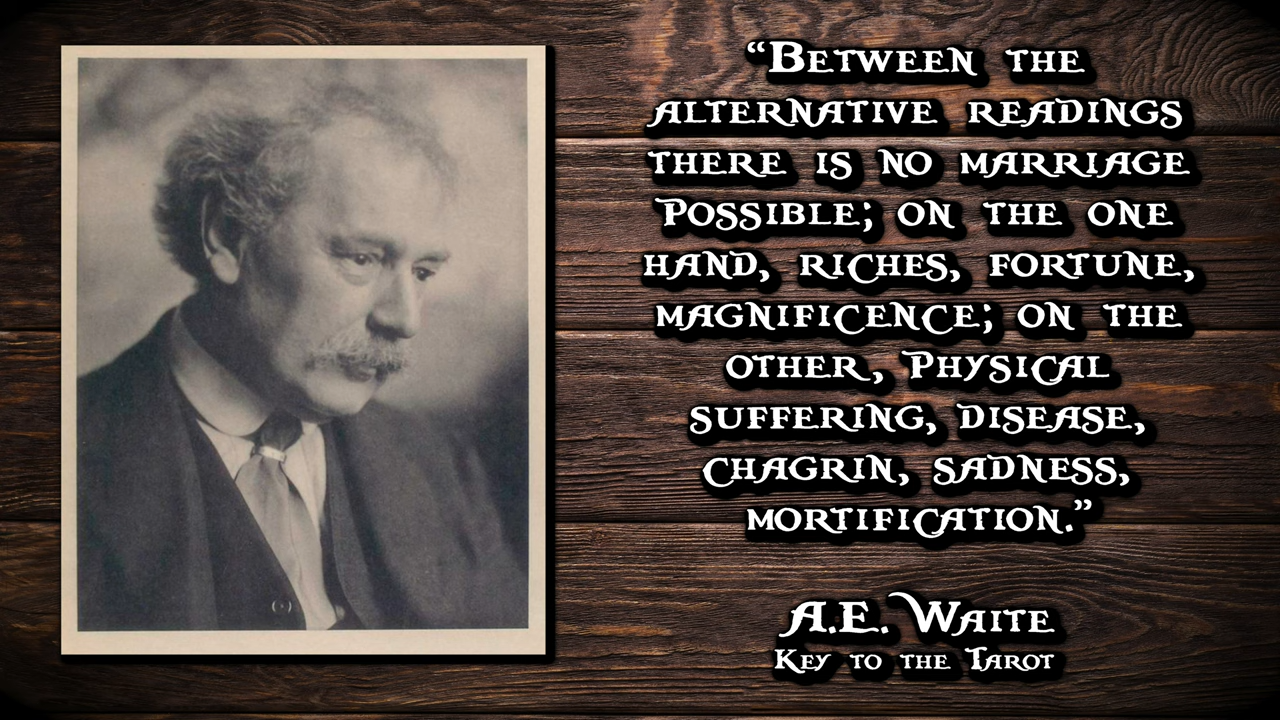 “Between the
alternative readings
there is no marriage
possible; on the one
hand, riches, fortune,
magnificence; on the
other, physical
suffering, disease,
chagrin, sadness,
mortification.”
A.E. Waite
Key to the Tarot